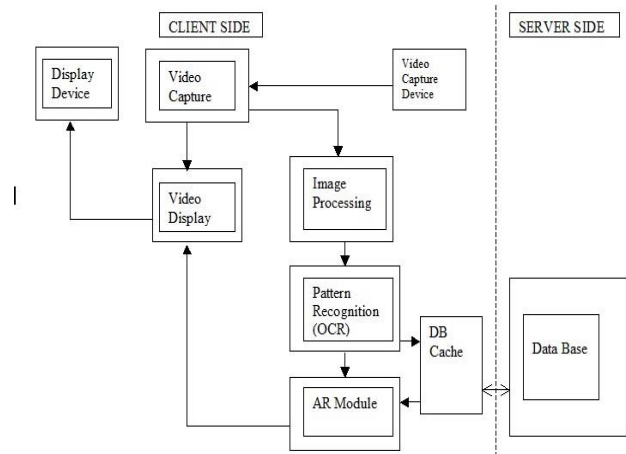 CLIENT SIDE
SERVER SIDE
Display
Device
Video
Capture
Video
Capture
Device
Video
Display
Image
Processing
Pattern
Recognition
(OCR)
DB
Cache
Data Base
AR Module